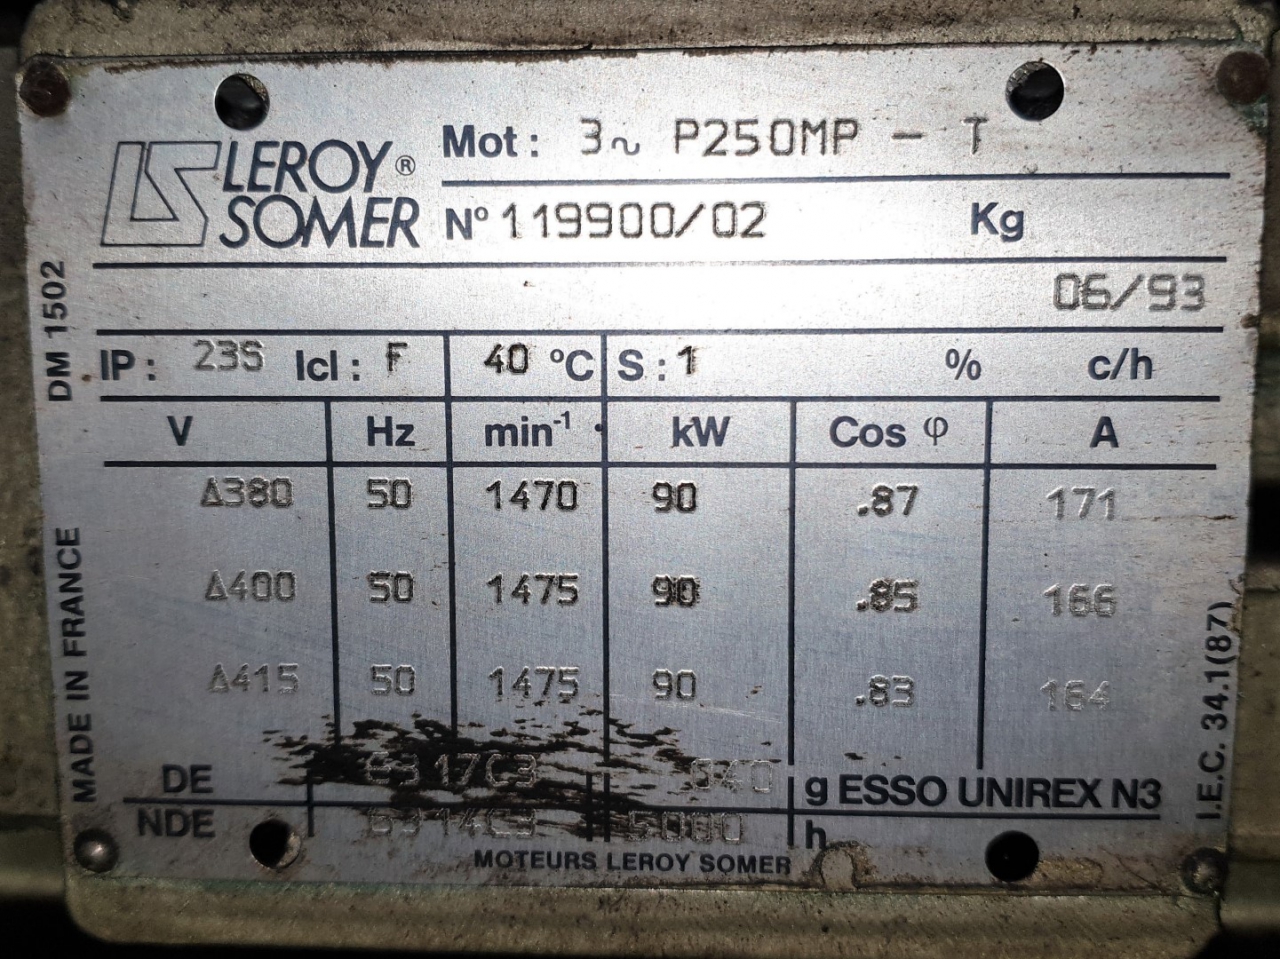 LEROY SOMER®
Mot : 3~ P250MP - T
N° 119900/02 Kg
06/93
IP : 23S Icl : F 40 °C S : 1 % c/h
V Hz min-1 kW Cos φ A
Δ380 50 1470 90 .87 171
Δ400 50 1475 90 .85 166
Δ415 50 1475 90 .83 164
DE 6317C3 g ESSO UNIREX N3
NDE 6314C3 h
MOTEURS LEROY SOMER
DM 1502
MADE IN FRANCE
I.E.C. 34.1(87)